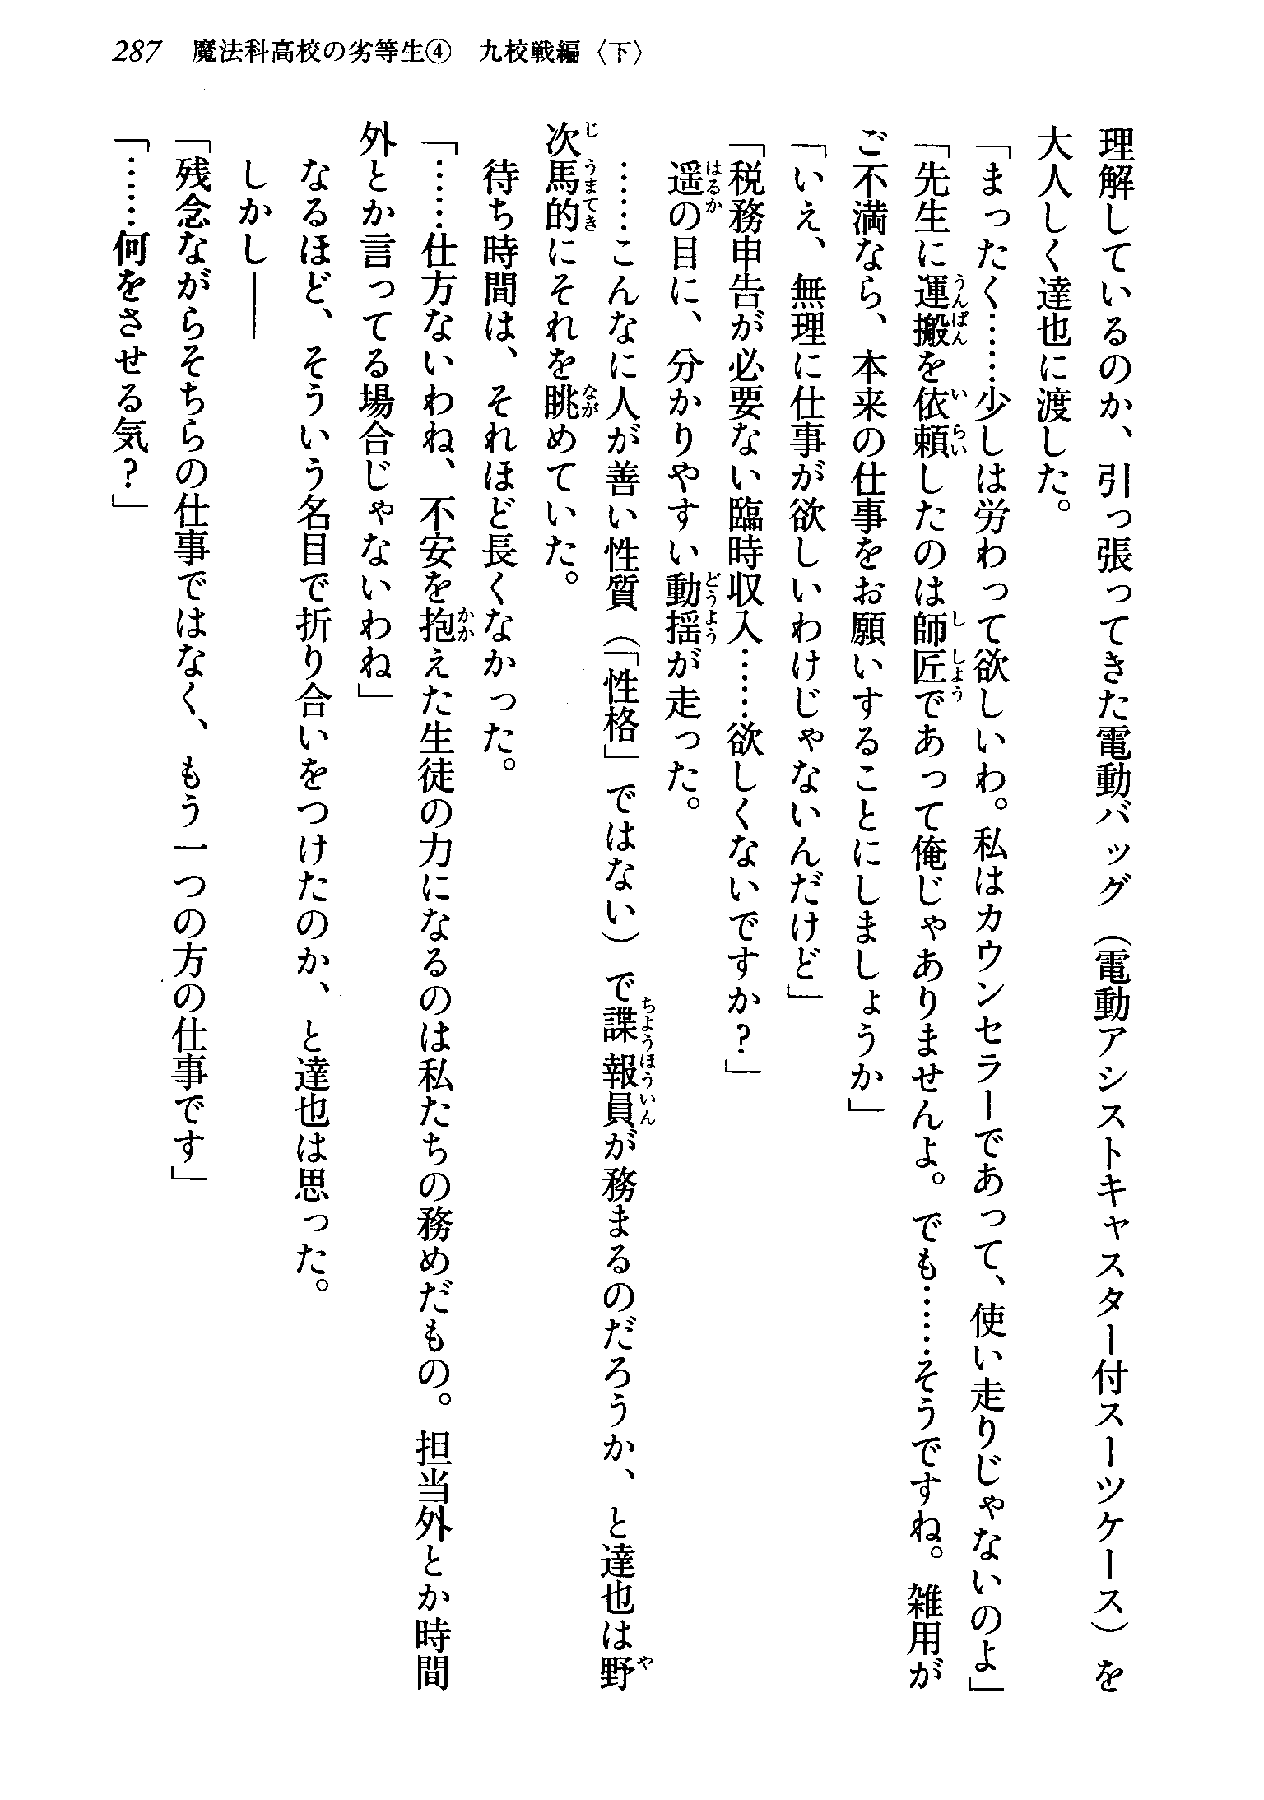 287 魔法科高校の劣等生④ 九校戦編〈下〉
理解しているのか、引っ張ってきた電動バッグ（電動アシストキャスター付スーツケース）を
大人しく達也に渡した。
「まったく……少しは労わって欲しいわ。私はカウンセラーであって、使い走りじゃないのよ」
「先生に運搬を依頼したのは師匠であって俺じゃありませんよ。でも……そうですね。雑用が
ご不満なら、本来の仕事をお願いすることにしましょうか」
「いえ、無理に仕事が欲しいわけじゃないんだけど」
「税務申告が必要ない臨時収入……欲しくないですか？」
遥の目に、分かりやすい動揺が走った。
……こんなに人が善い性質（「性格」ではない）で諜報員が務まるのだろうか、と達也は野
次馬的にそれを眺めていた。
待ち時間は、それほど長くなかった。
「……仕方ないわね、不安を抱えた生徒の力になるのは私たちの務めだもの。担当外とか時間
外とか言ってる場合じゃないわね」
なるほど、そういう名目で折り合いをつけたのか、と達也は思った。
しかし――
「残念ながらそちらの仕事ではなく、もう一つの方の仕事です」
「……何をさせる気？」